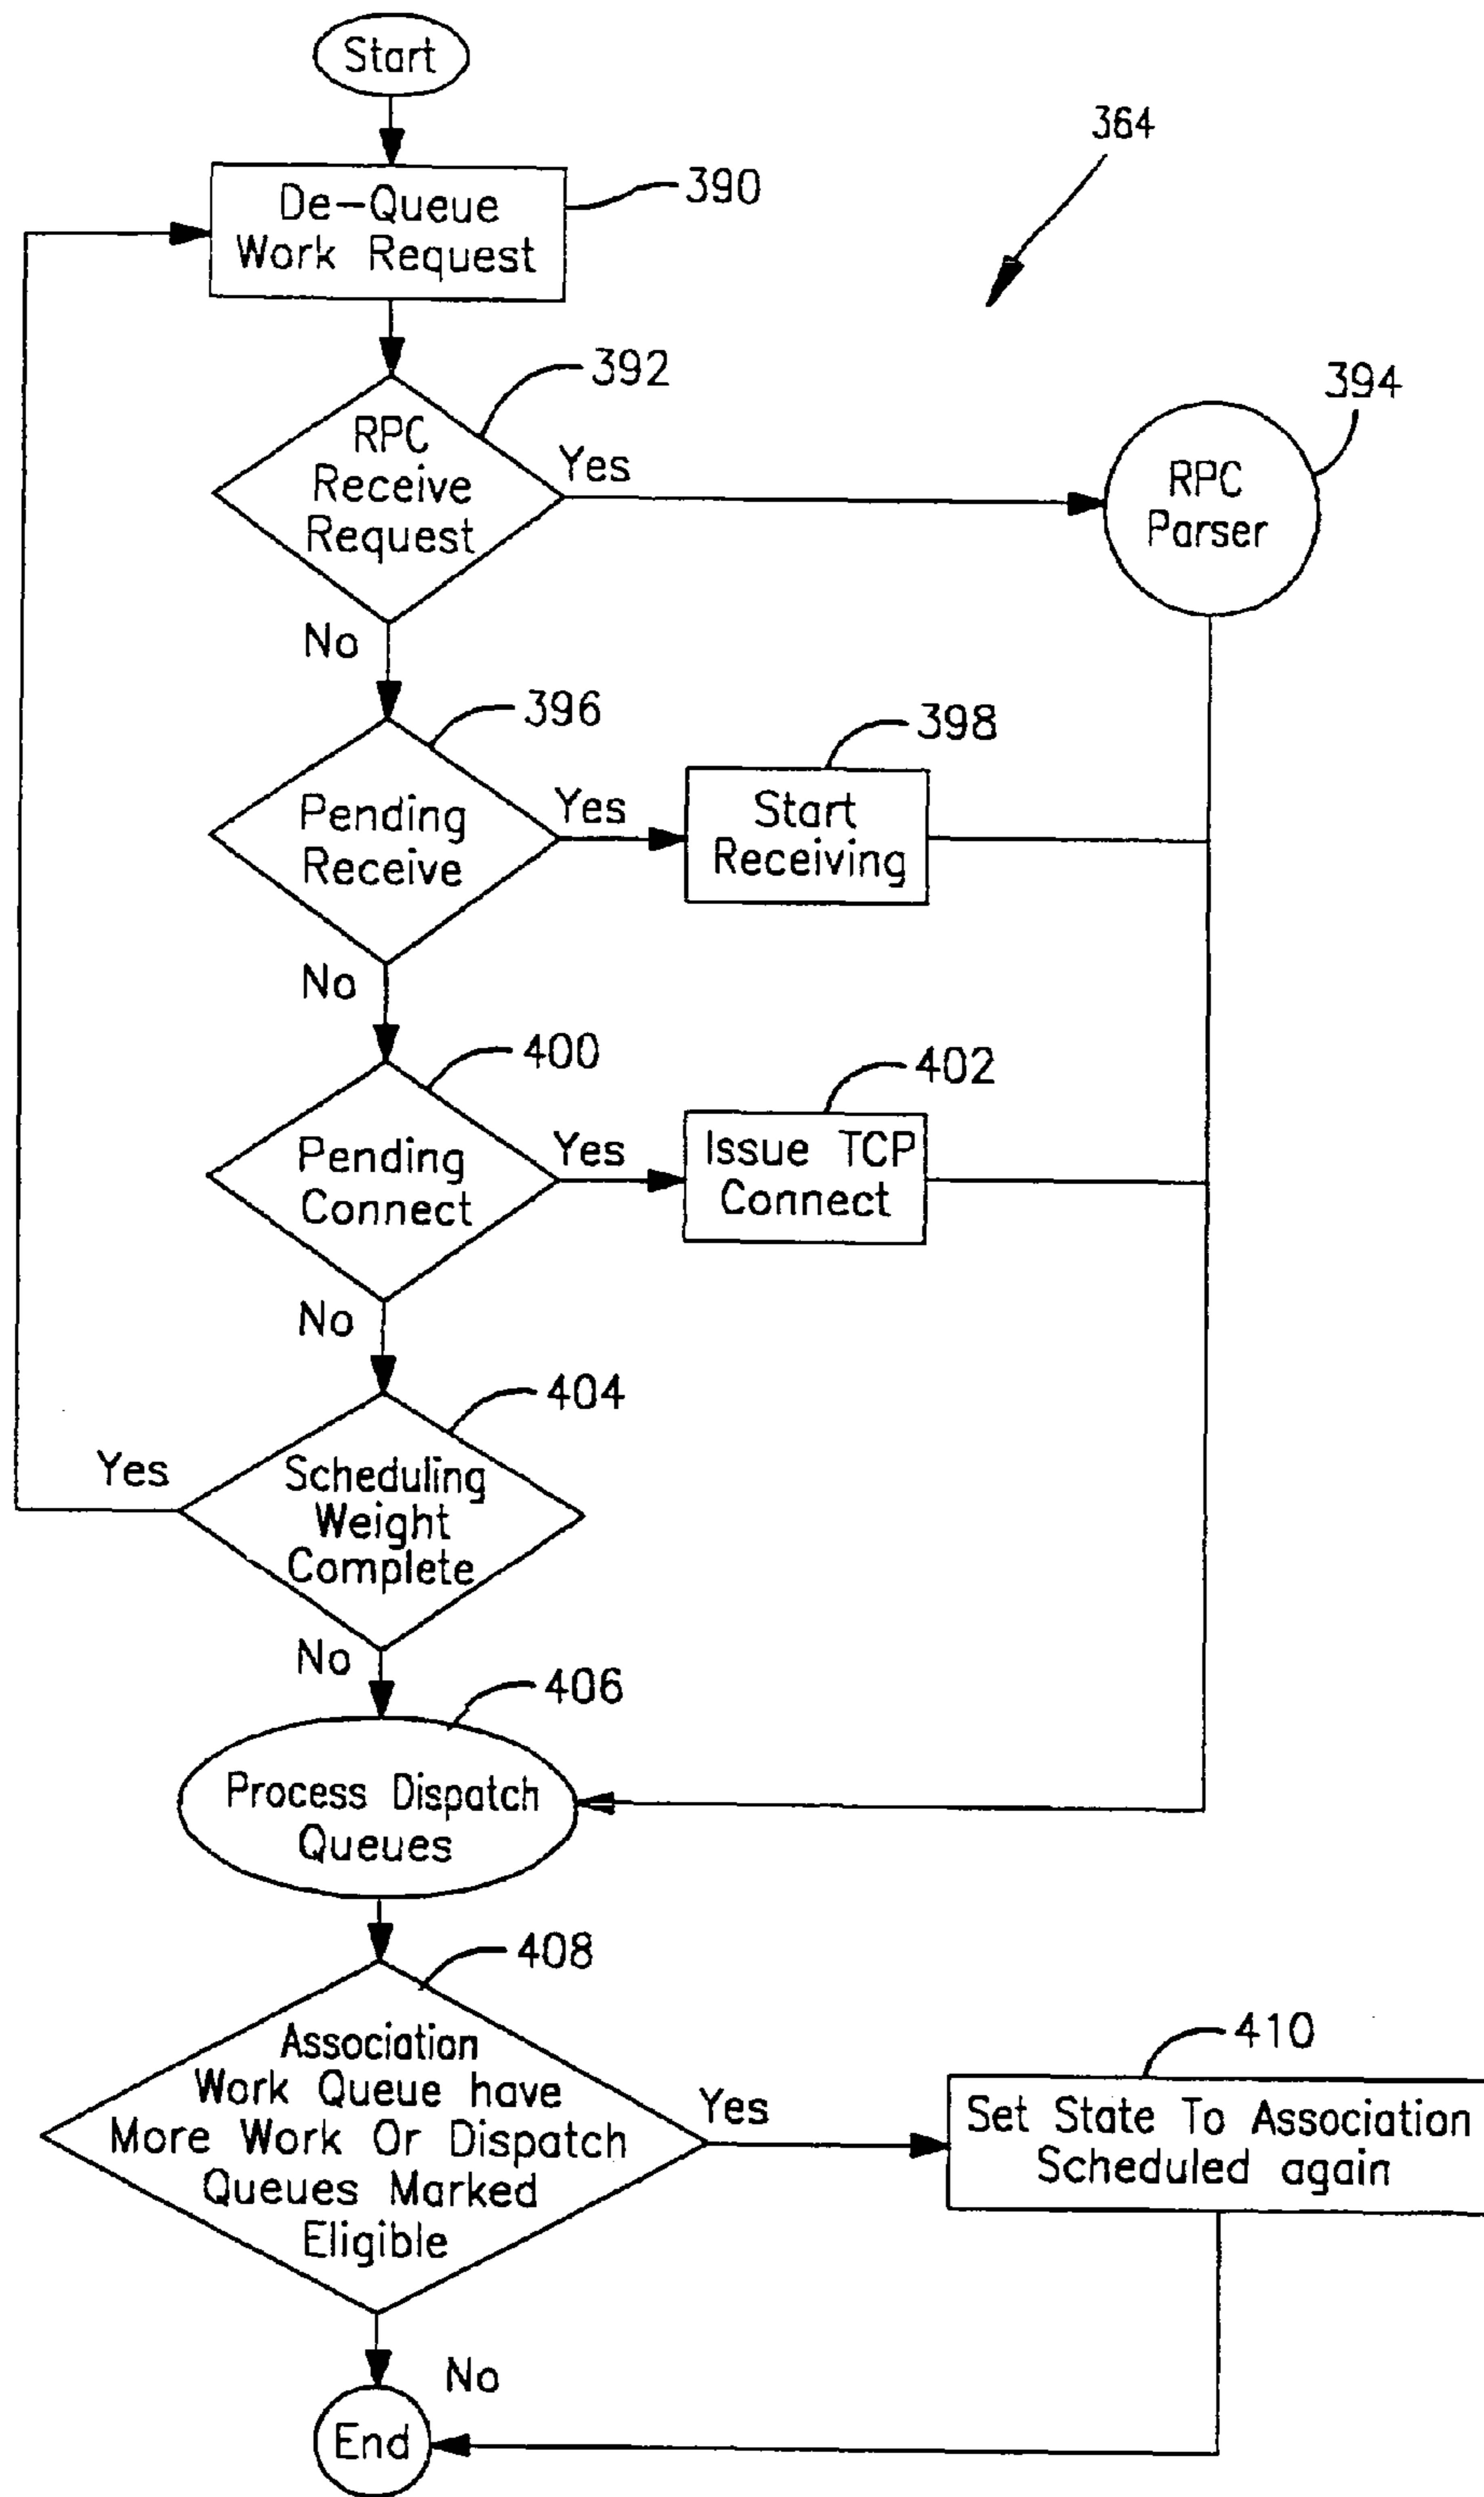 Start
364
De-Queue
Work Request
390
392
RPC
Receive
Request
Yes
394
RPC
Parser
No
396
Pending
Receive
Yes
398
Start
Receiving
No
400
Pending
Connect
Yes
402
Issue TCP
Connect
No
404
Scheduling
Weight
Complete
Yes
No
406
Process Dispatch
Queues
408
Association
Work Queue have
More Work Or Dispatch
Queues Marked
Eligible
Yes
410
Set State To Association
Scheduled again
No
End